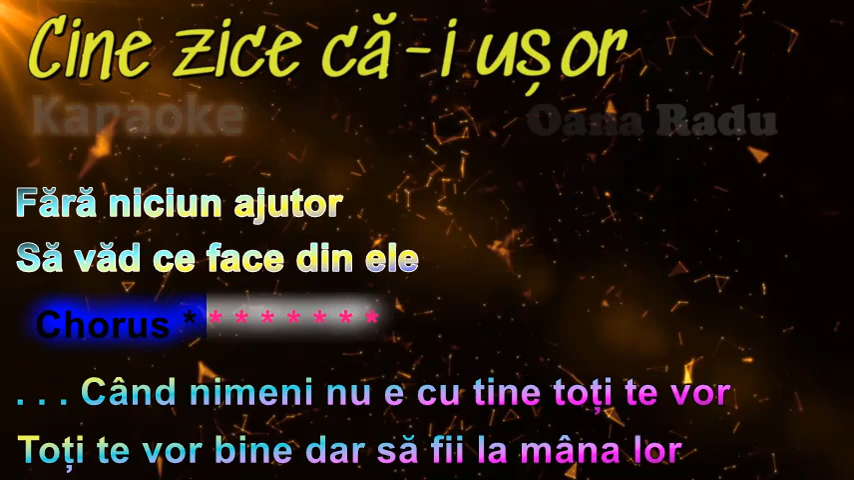 Cine zice că-i ușor
Karaoke Oana Radu
Fără niciun ajutor
Să văd ce face din ele
Chorus * * * * * * * *
. . . Când nimeni nu e cu tine toți te vor
Toți te vor bine dar să fii la mâna lor